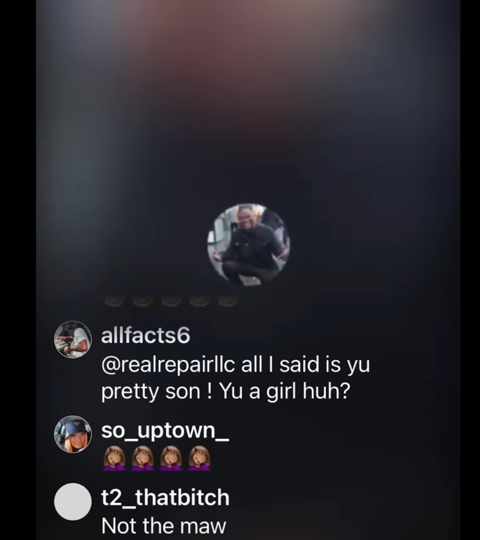 allfacts6
@realrepairllc all I said is yu
pretty son ! Yu a girl huh?
so_uptown_
🤦🏽‍♀️🤦🏽‍♀️🤦🏽‍♀️🤦🏽‍♀️
t2_thatbitch
Not the maw